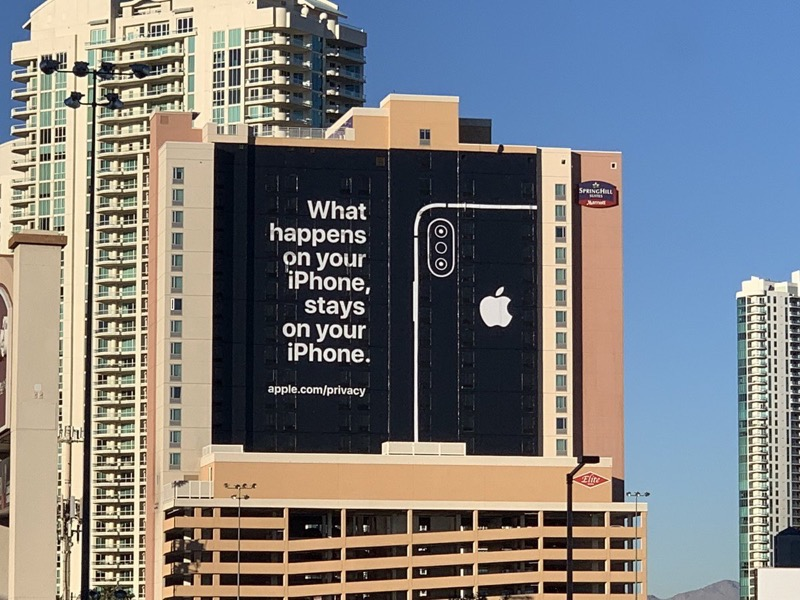 What
happens
on your
iPhone,
stays
on your
iPhone.
apple.com/privacy
SPRINGHILL
SUITES
Marriott
Elite